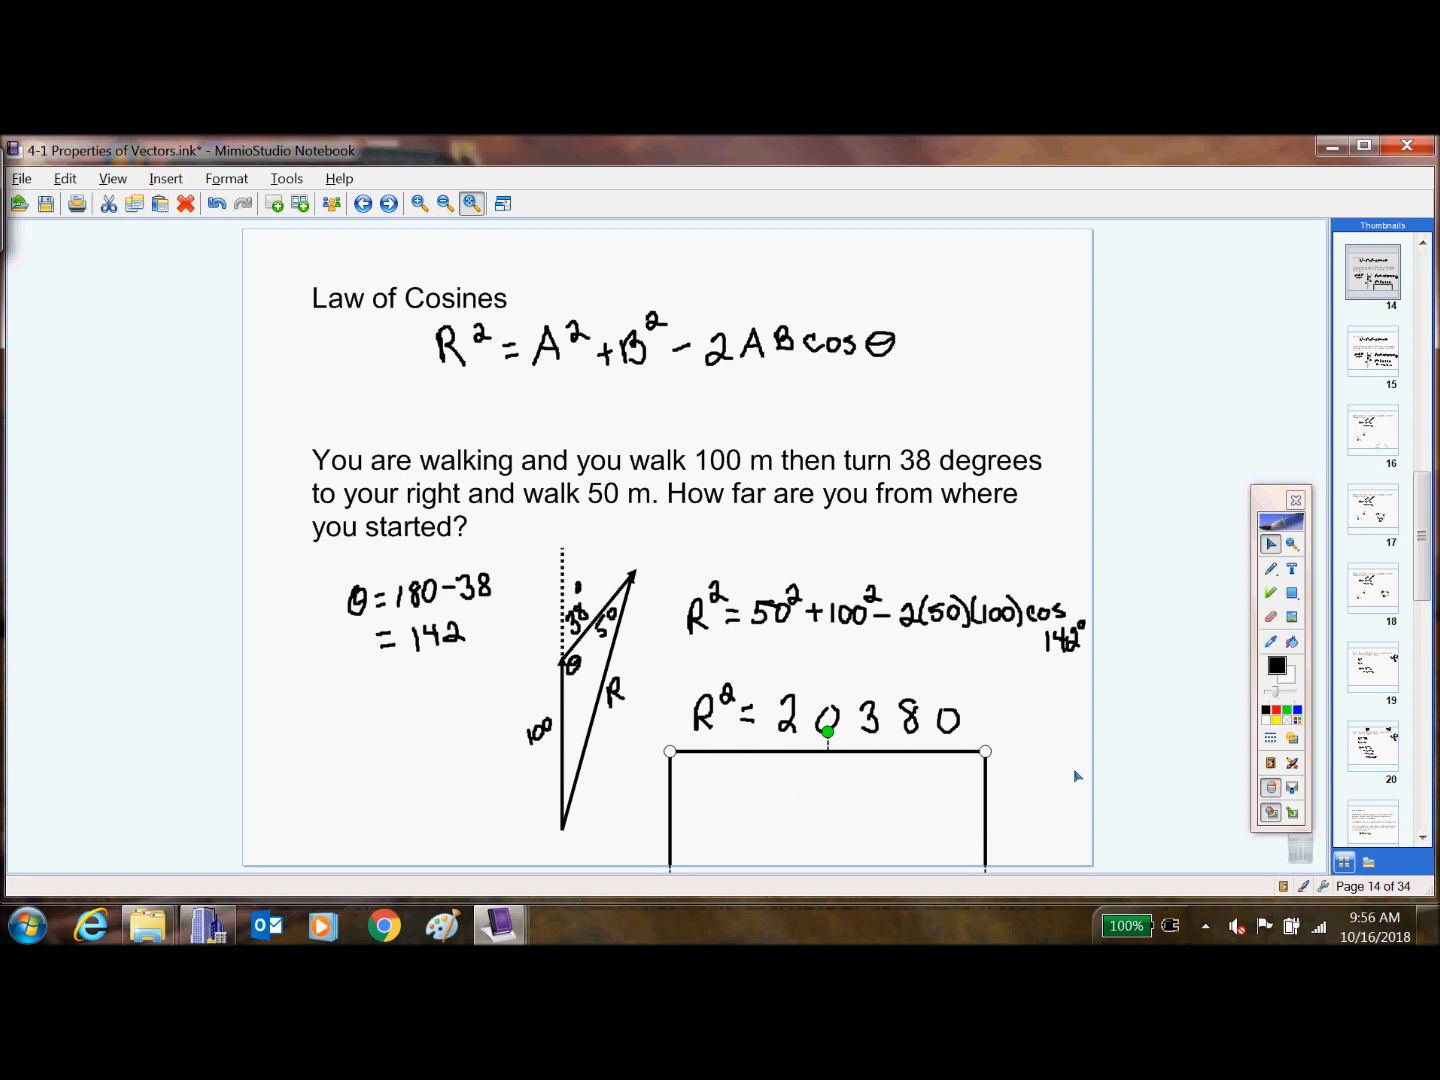 4-1 Properties of Vectors.ink* - MimioStudio Notebook
File Edit View Insert Format Tools Help
Thumbnails
Law of Cosines
R² = A² + B² - 2AB cos θ
You are walking and you walk 100 m then turn 38 degrees
to your right and walk 50 m. How far are you from where
you started?
θ = 180 - 38
= 142
38°
50
θ
R
100
R² = 50² + 100² - 2(50)(100) cos
142°
R² = 20380
14
15
16
17
18
19
20
Page 14 of 34
100%
9:56 AM
10/16/2018